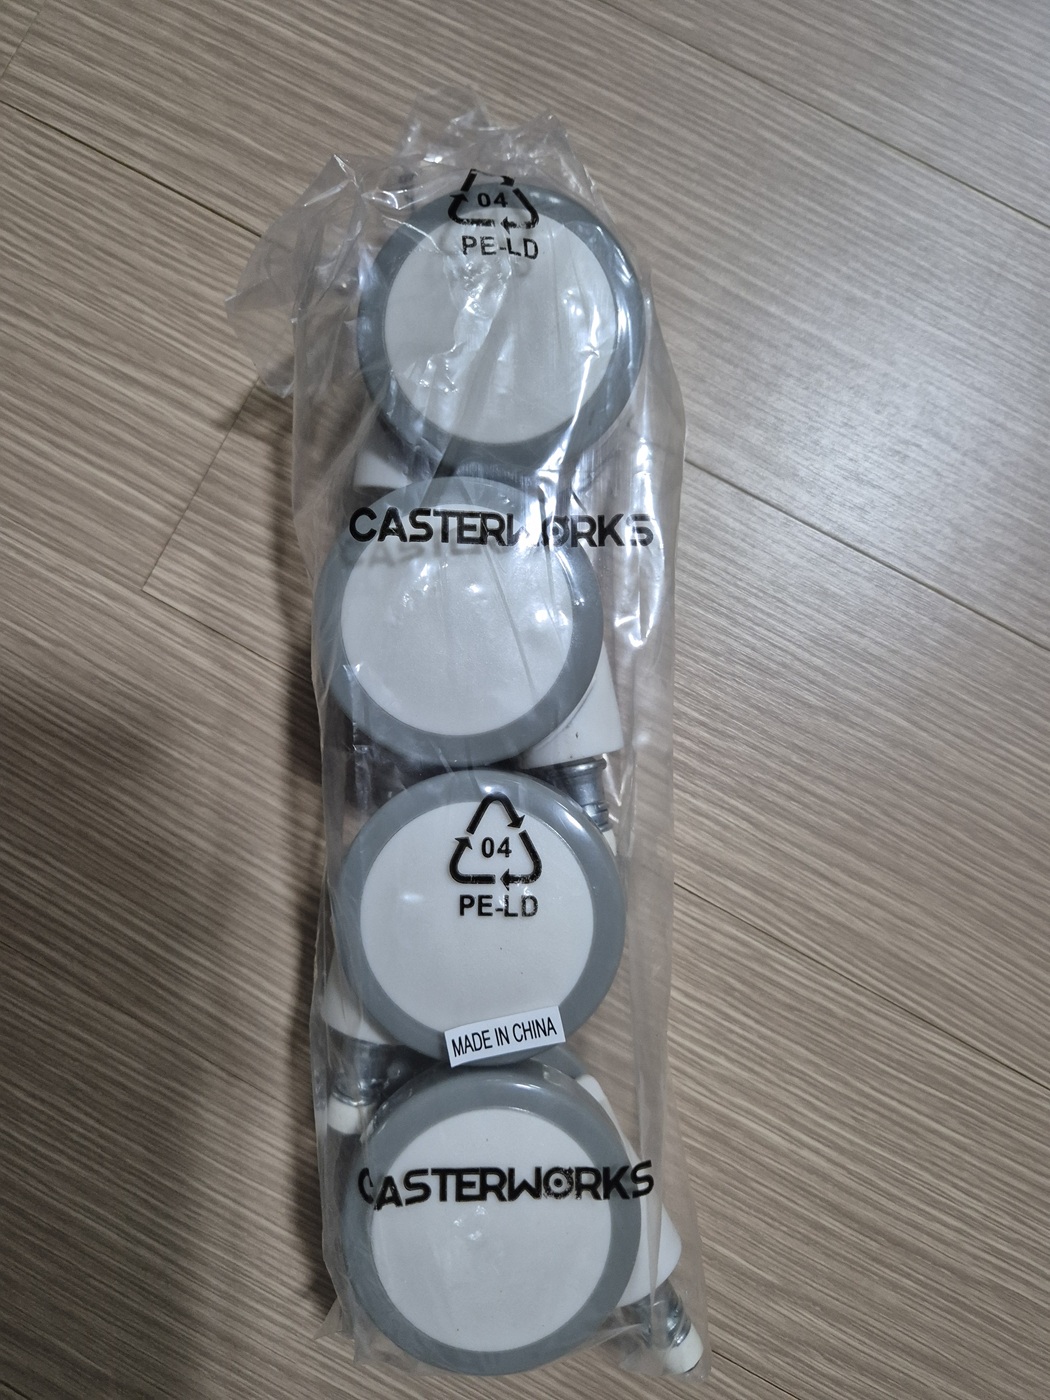 04
PE-LD
CASTERWORKS
04
PE-LD
MADE IN CHINA
CASTERWORKS